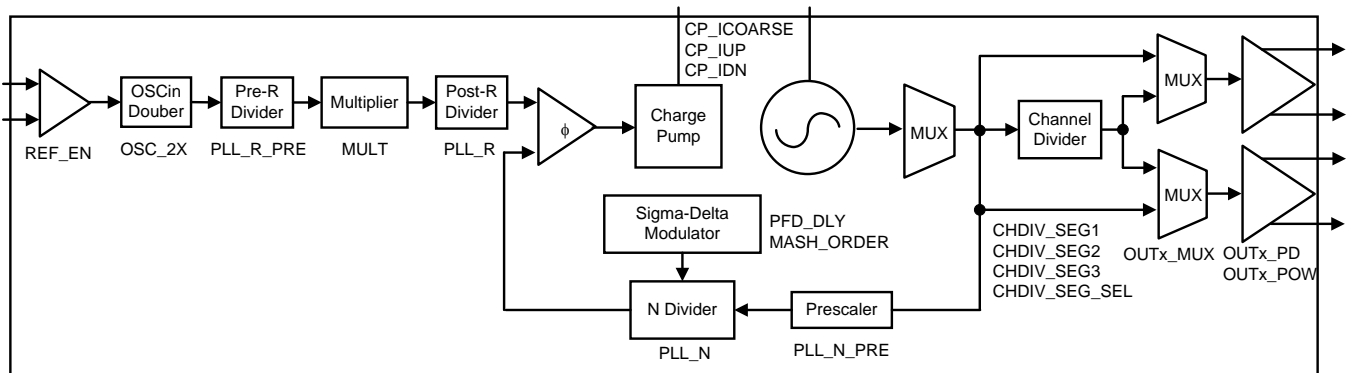 CP_ICOARSE
CP_IUP
CP_IDN
OSCin
Douber
Pre-R
Divider
Multiplier
Post-R
Divider
ϕ
Charge
Pump
MUX
Channel
Divider
MUX
MUX
REF_EN
OSC_2X
PLL_R_PRE
MULT
PLL_R
Sigma-Delta
Modulator
PFD_DLY
MASH_ORDER
CHDIV_SEG1
CHDIV_SEG2
CHDIV_SEG3
CHDIV_SEG_SEL
OUTx_MUX
OUTx_PD
OUTx_POW
N Divider
Prescaler
PLL_N
PLL_N_PRE